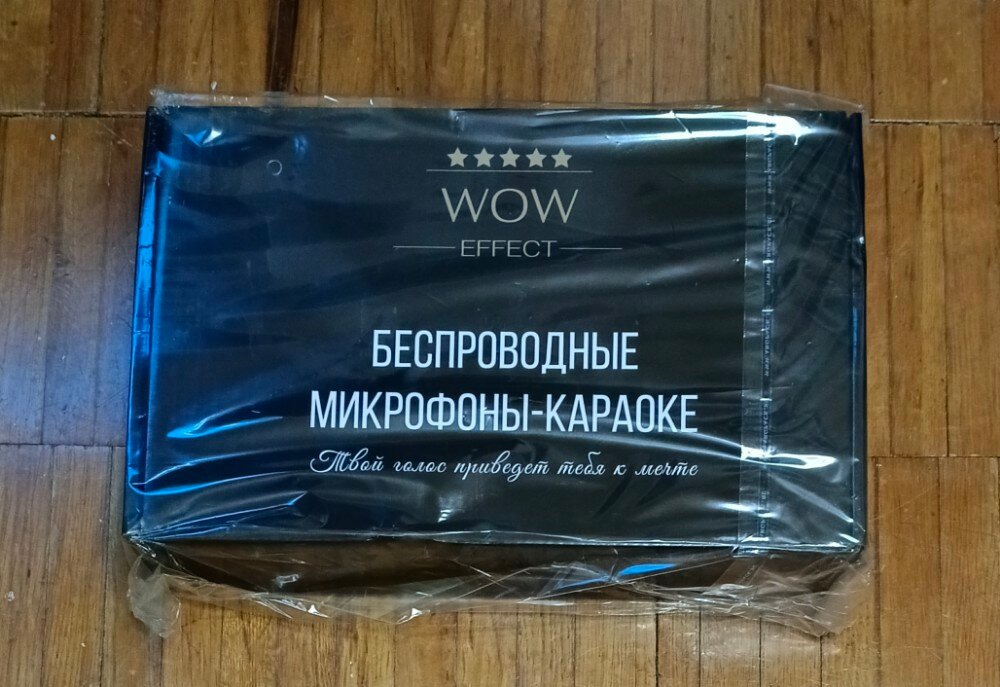 WOW
EFFECT
БЕСПРОВОДНЫЕ
МИКРОФОНЫ-КАРАОКЕ
Твой голос приведет тебя к мечте